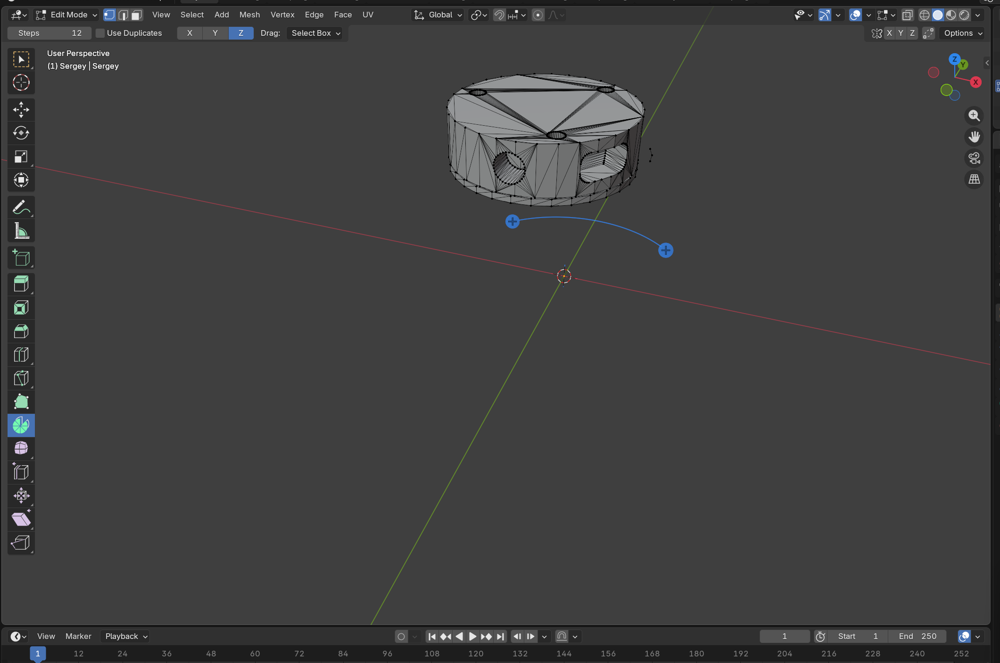 Edit Mode View Select Add Mesh Vertex Edge Face UV Global
Steps 12 Use Duplicates X Y Z Drag: Select Box X Y Z Options
User Perspective
(1) Sergey | Sergey
Z
Y
X
View Marker Playback 1 Start 1 End 250
1 12 24 36 48 60 72 84 96 108 120 132 144 156 168 180 192 204 216 228 240 252